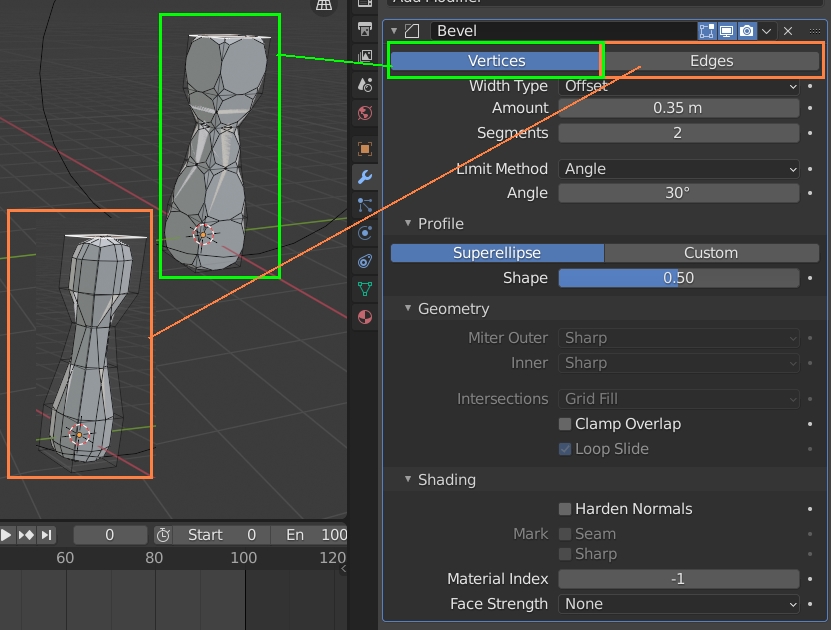 Add Modifier
Bevel
Vertices Edges
Width Type Offset
Amount 0.35 m
Segments 2
Limit Method Angle
Angle 30°
Profile
Superellipse Custom
Shape 0.50
Geometry
Miter Outer Sharp
Inner Sharp
Intersections Grid Fill
Clamp Overlap
Loop Slide
Shading
Harden Normals
Mark Seam
Sharp
Material Index -1
Face Strength None
0 Start 0 En 100
60 80 100 120